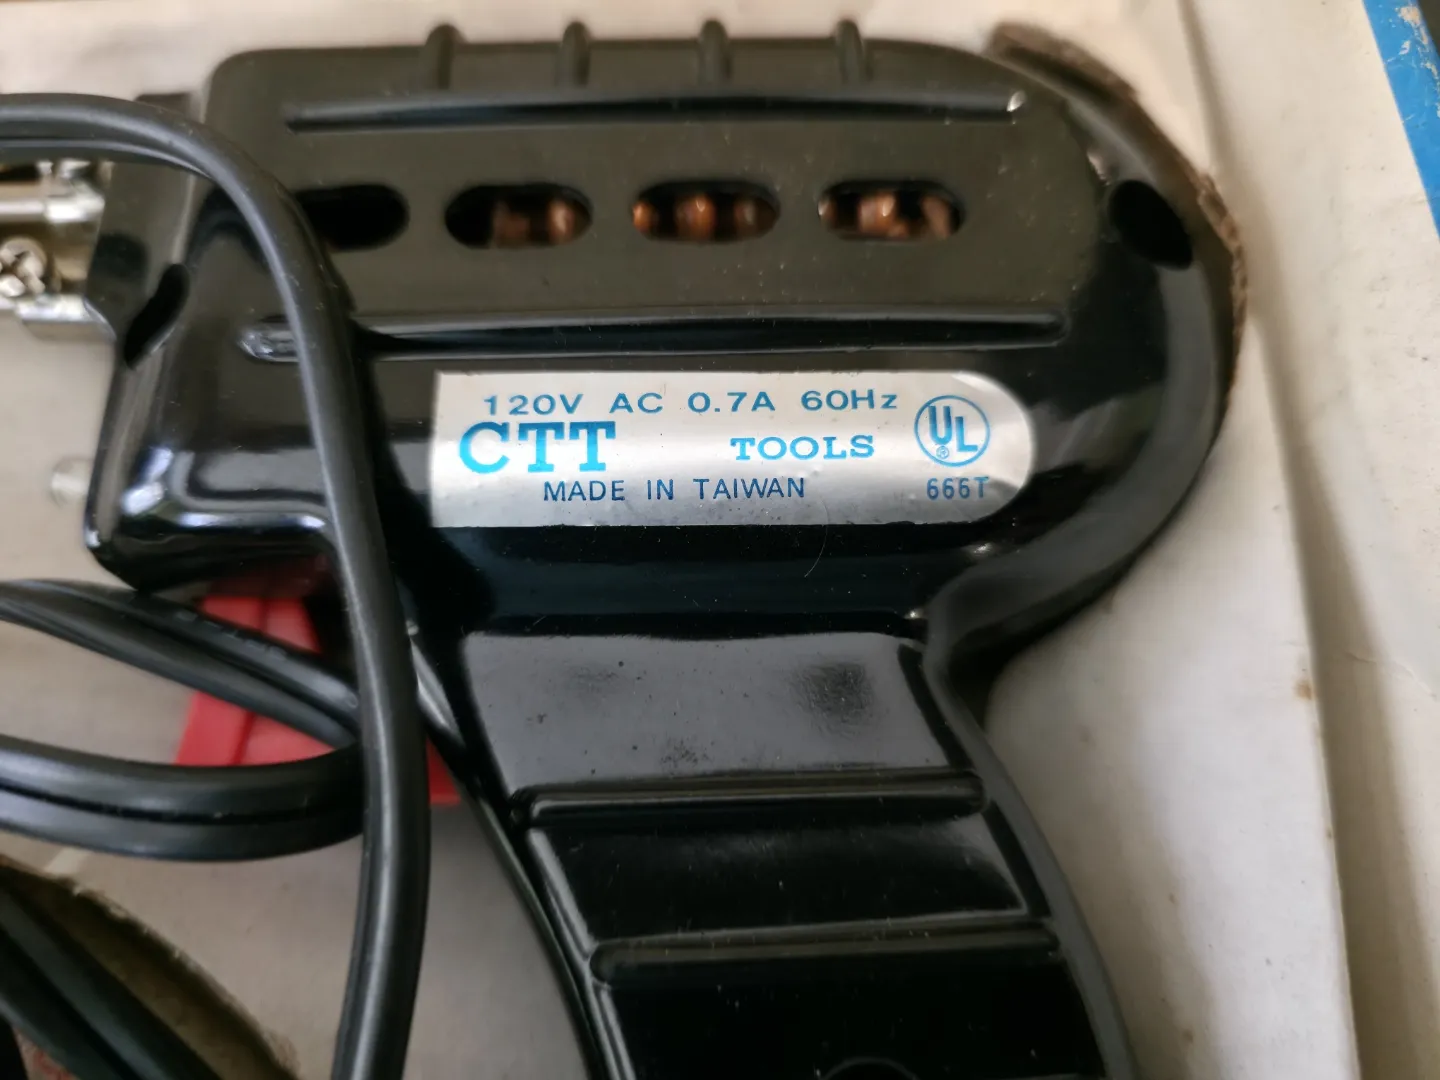 120V AC 0.7A 60Hz
CTT TOOLS UL ®
MADE IN TAIWAN 666T